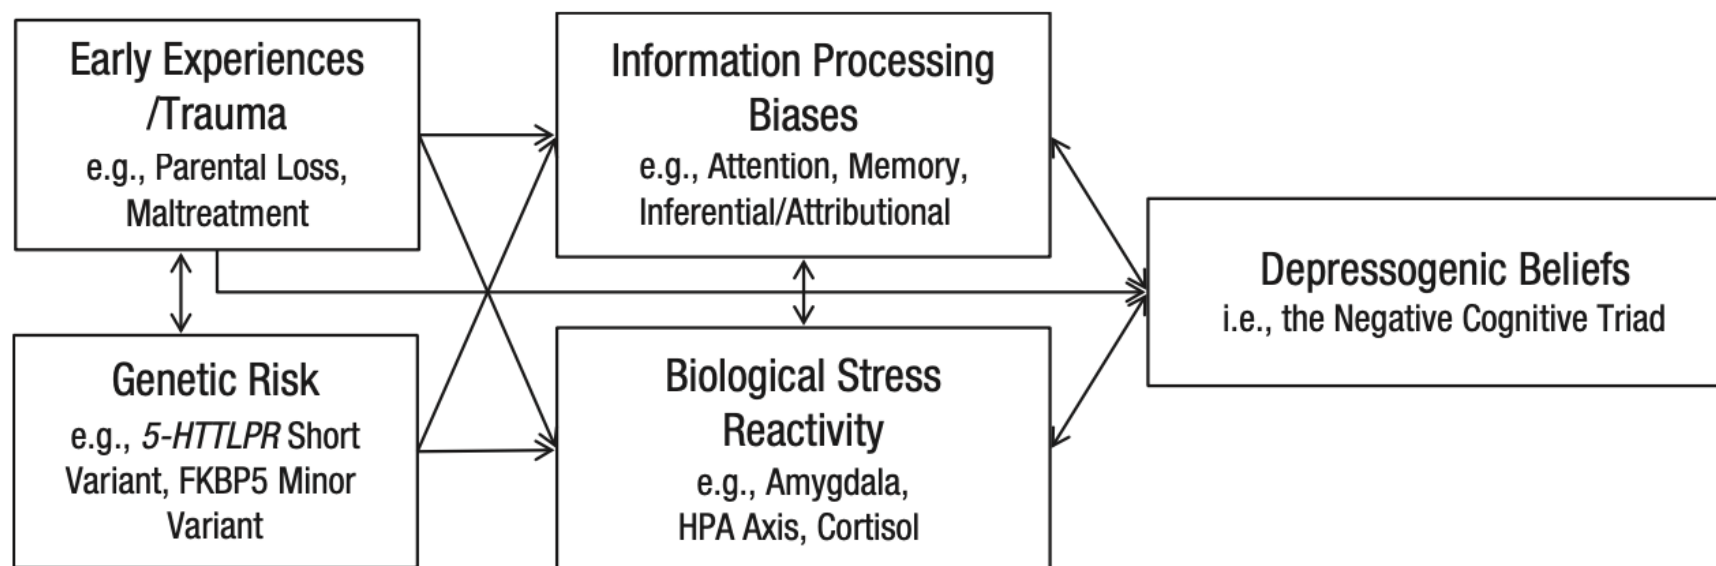 Early Experiences
/Trauma
e.g., Parental Loss,
Maltreatment
Genetic Risk
e.g., 5-HTTLPR Short
Variant, FKBP5 Minor
Variant
Information Processing
Biases
e.g., Attention, Memory,
Inferential/Attributional
Biological Stress
Reactivity
e.g., Amygdala,
HPA Axis, Cortisol
Depressogenic Beliefs
i.e., the Negative Cognitive Triad